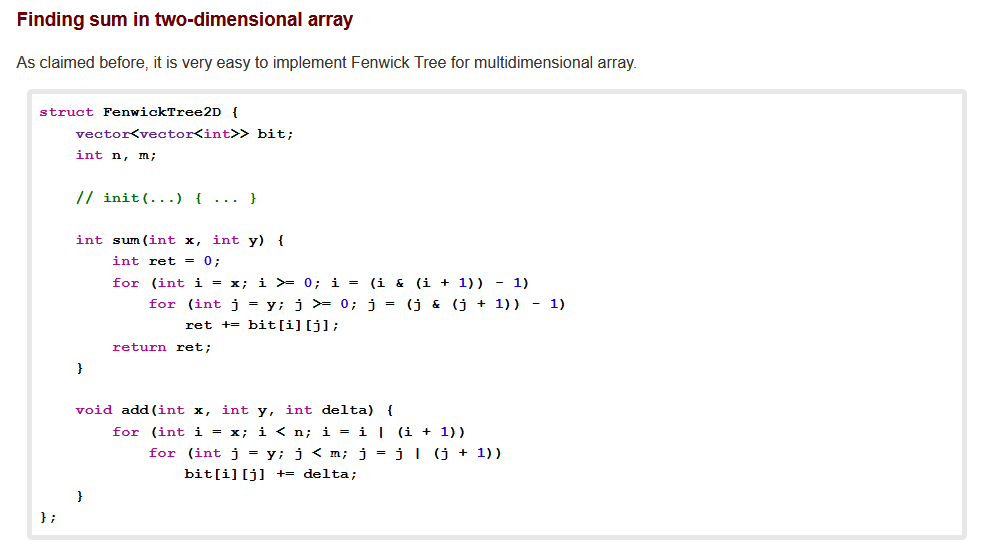 Finding sum in two-dimensional array
As claimed before, it is very easy to implement Fenwick Tree for multidimensional array.
struct FenwickTree2D {
    vector<vector<int>> bit;
    int n, m;

    // init(...) { ... }

    int sum(int x, int y) {
        int ret = 0;
        for (int i = x; i >= 0; i = (i & (i + 1)) - 1)
            for (int j = y; j >= 0; j = (j & (j + 1)) - 1)
                ret += bit[i][j];
        return ret;
    }

    void add(int x, int y, int delta) {
        for (int i = x; i < n; i = i | (i + 1))
            for (int j = y; j < m; j = j | (j + 1))
                bit[i][j] += delta;
    }
};